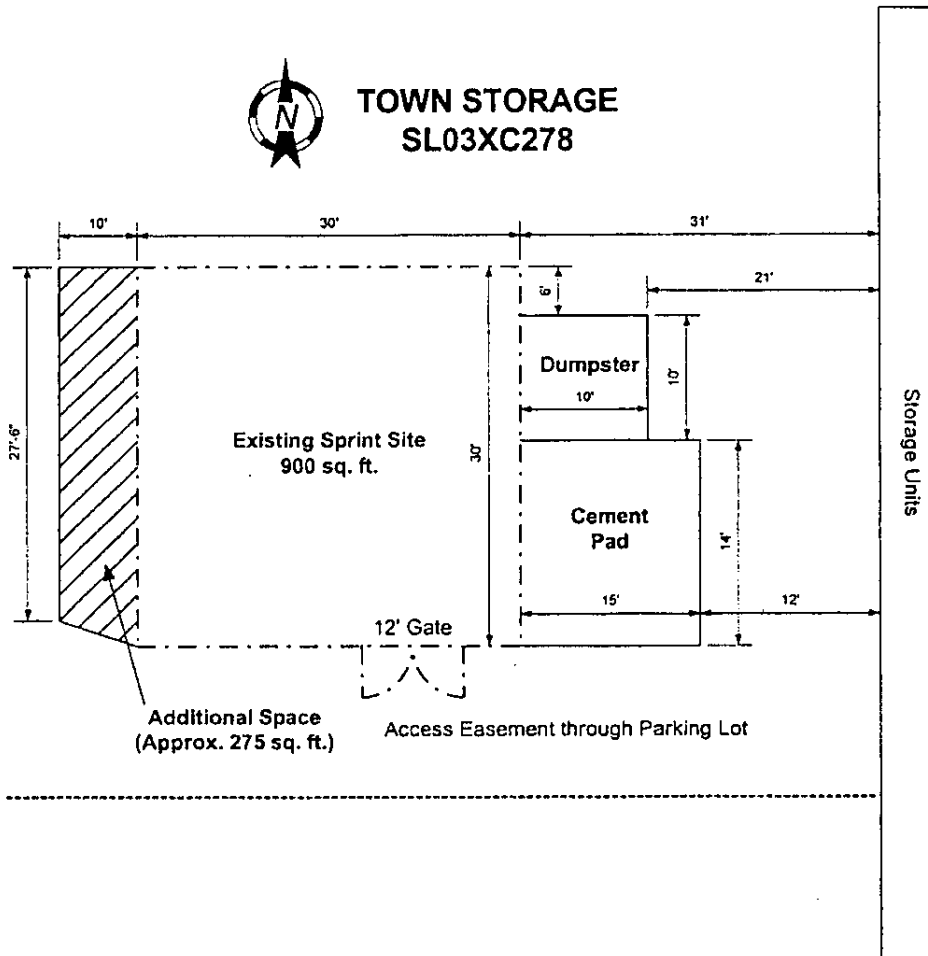 N
TOWN STORAGE
SL03XC278
10'
30'
31'
21'
6'
Dumpster
10'
10'
27'-6"
Existing Sprint Site
900 sq. ft.
30'
Storage Units
Cement
Pad
14'
15'
12'
12' Gate
Additional Space
(Approx. 275 sq. ft.)
Access Easement through Parking Lot